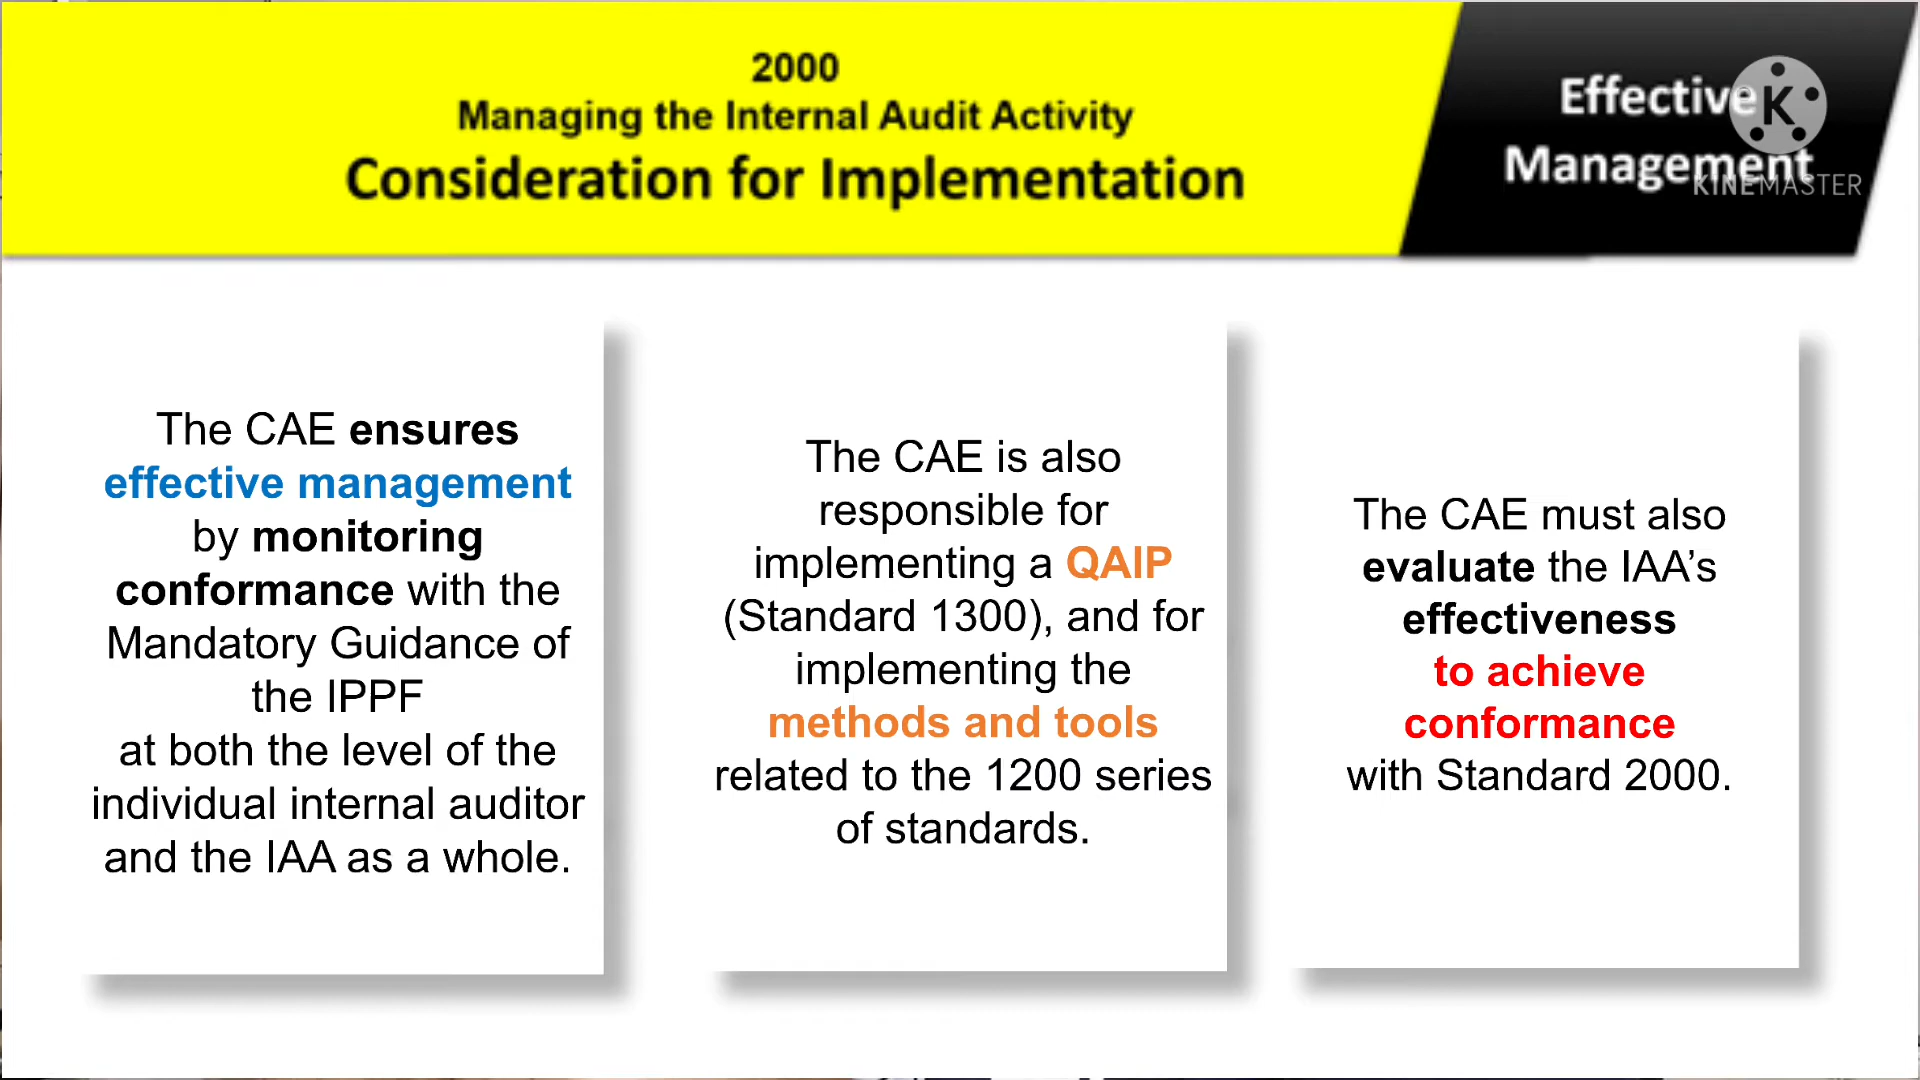 2000
Managing the Internal Audit Activity
Consideration for Implementation
Effective
Management
K
KINEMASTER
The CAE ensures
effective management
by monitoring
conformance with the
Mandatory Guidance of
the IPPF
at both the level of the
individual internal auditor
and the IAA as a whole.
The CAE is also
responsible for
implementing a QAIP
(Standard 1300), and for
implementing the
methods and tools
related to the 1200 series
of standards.
The CAE must also
evaluate the IAA’s
effectiveness
to achieve
conformance
with Standard 2000.